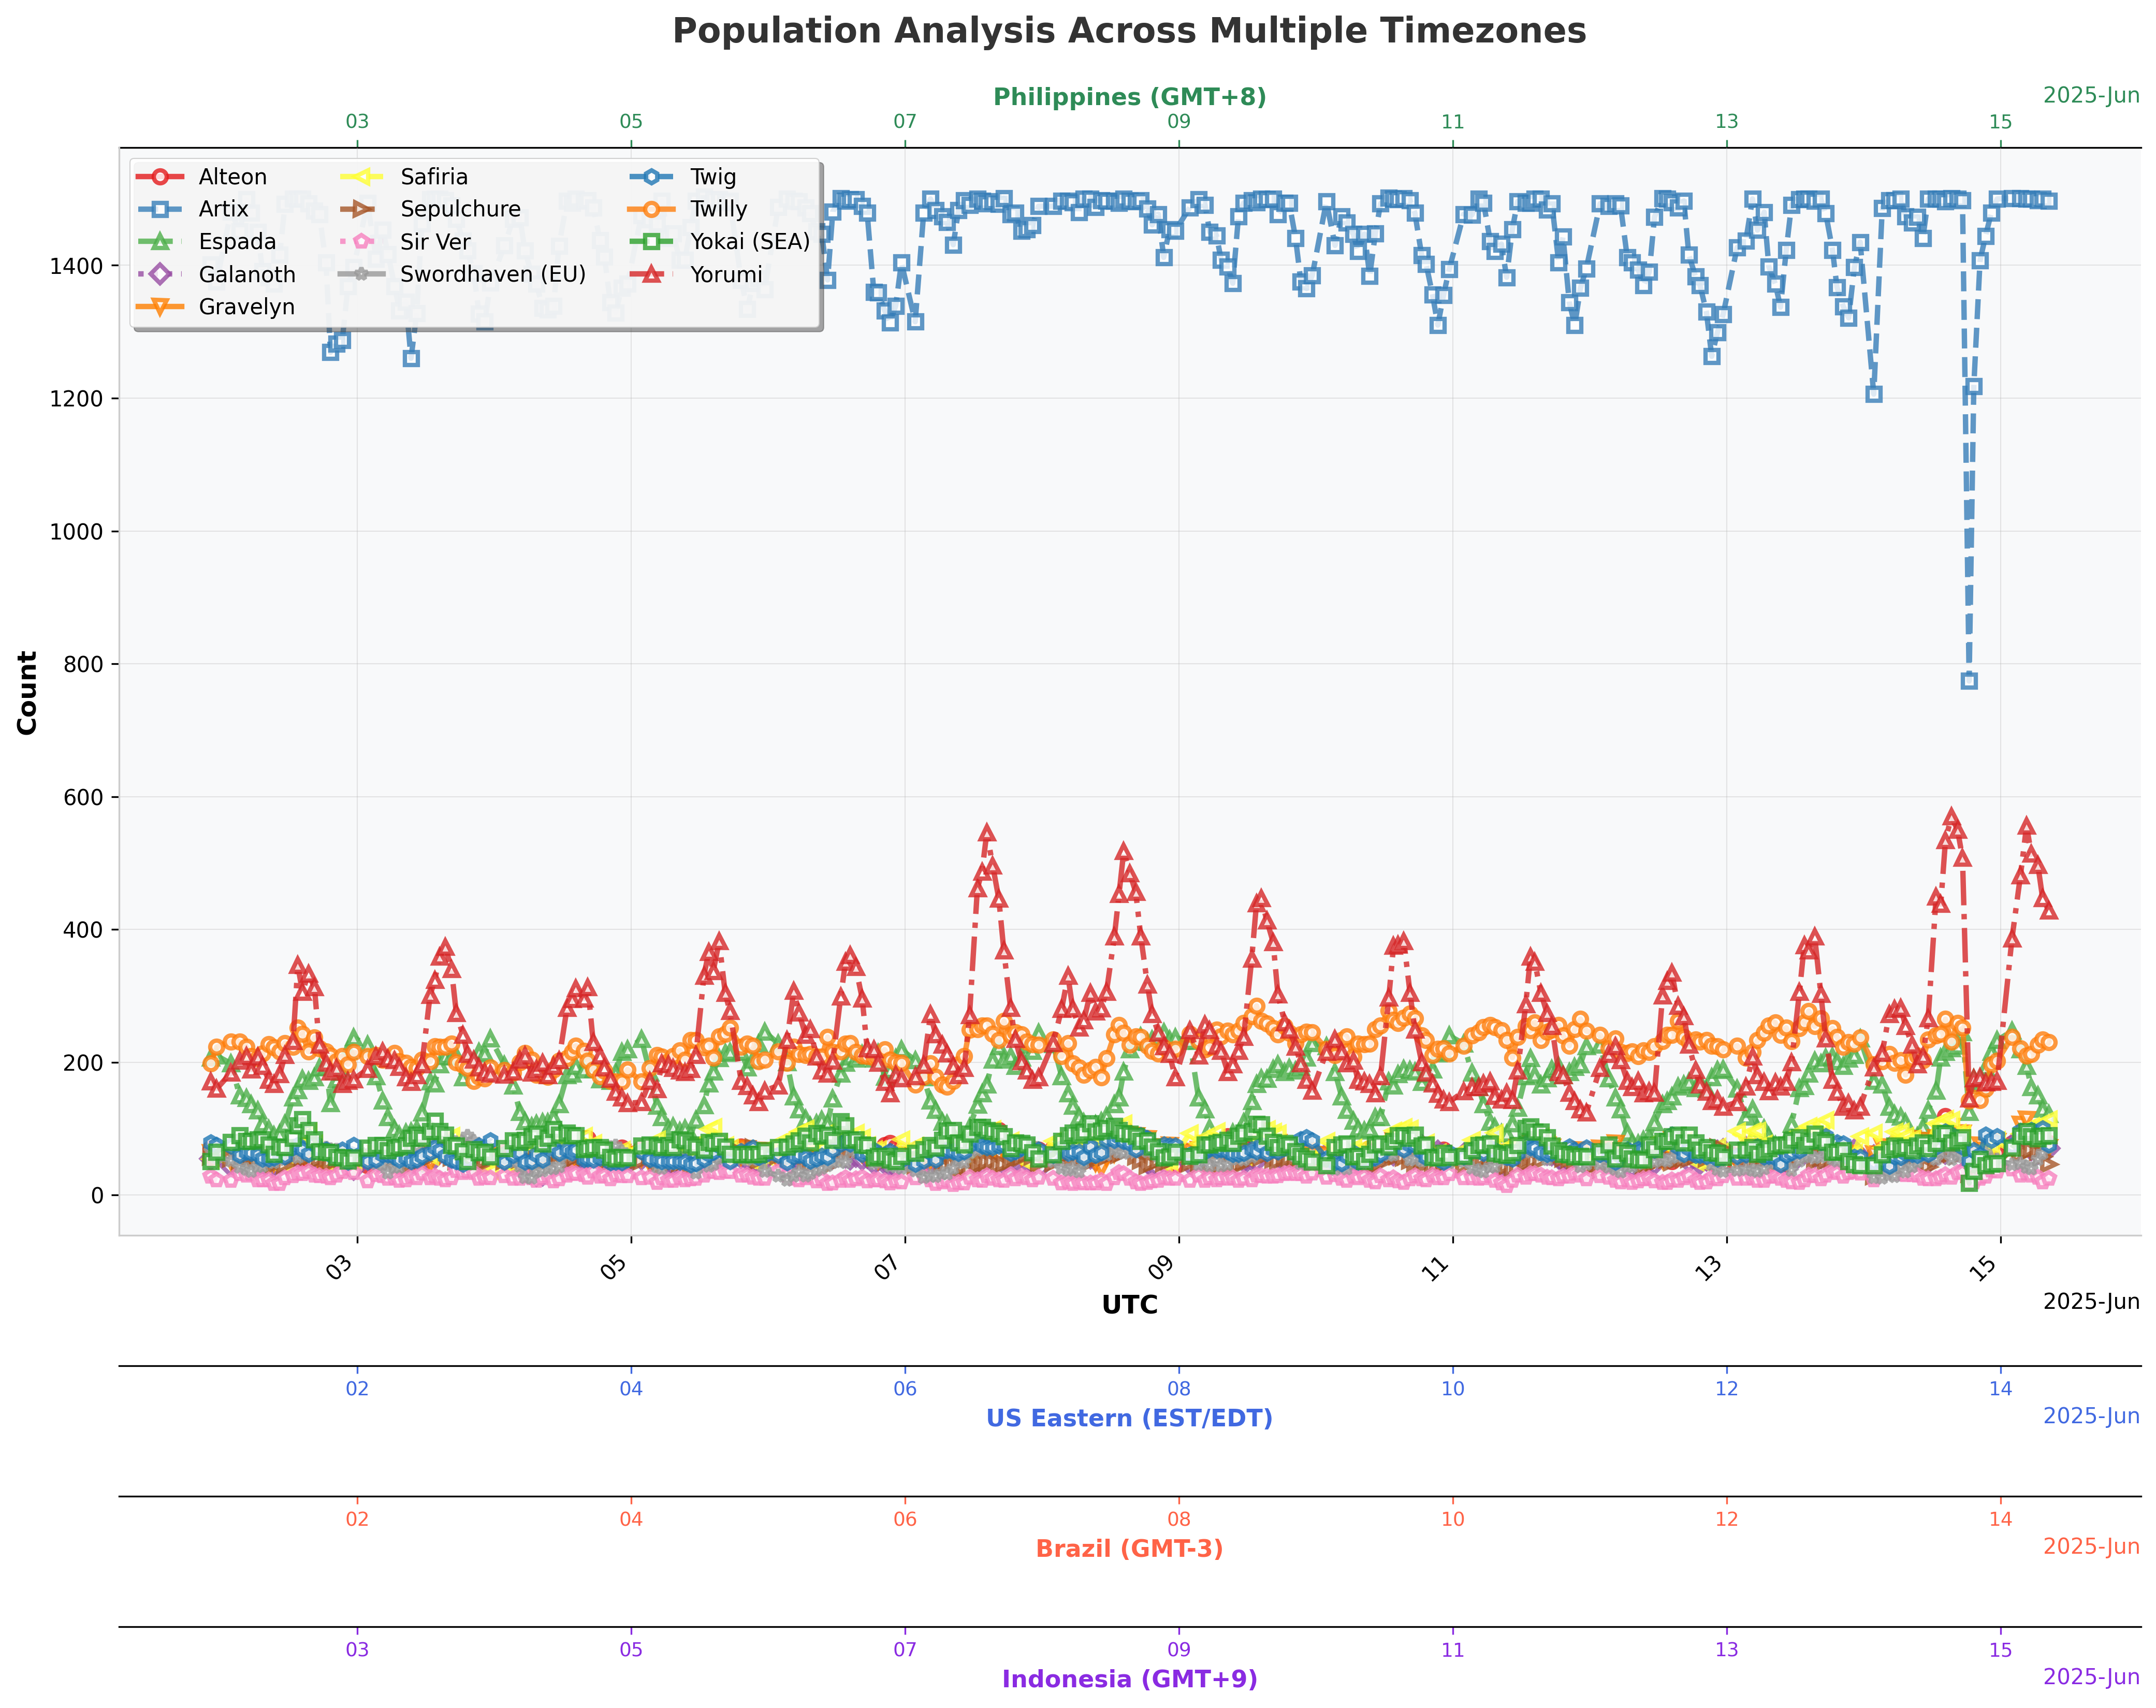 Population Analysis Across Multiple Timezones
Philippines (GMT+8)
2025-Jun
03 05 07 09 11 13 15
Alteon Safiria Twig
Artix Sepulchure Twilly
Espada Sir Ver Yokai (SEA)
Galanoth Swordhaven (EU) Yorumi
Gravelyn
1400
1200
1000
800
600
400
200
0
Count
03 05 07 09 11 13 15
UTC
2025-Jun
02 04 06 08 10 12 14
US Eastern (EST/EDT)
2025-Jun
02 04 06 08 10 12 14
Brazil (GMT-3)
2025-Jun
03 05 07 09 11 13 15
Indonesia (GMT+9)
2025-Jun